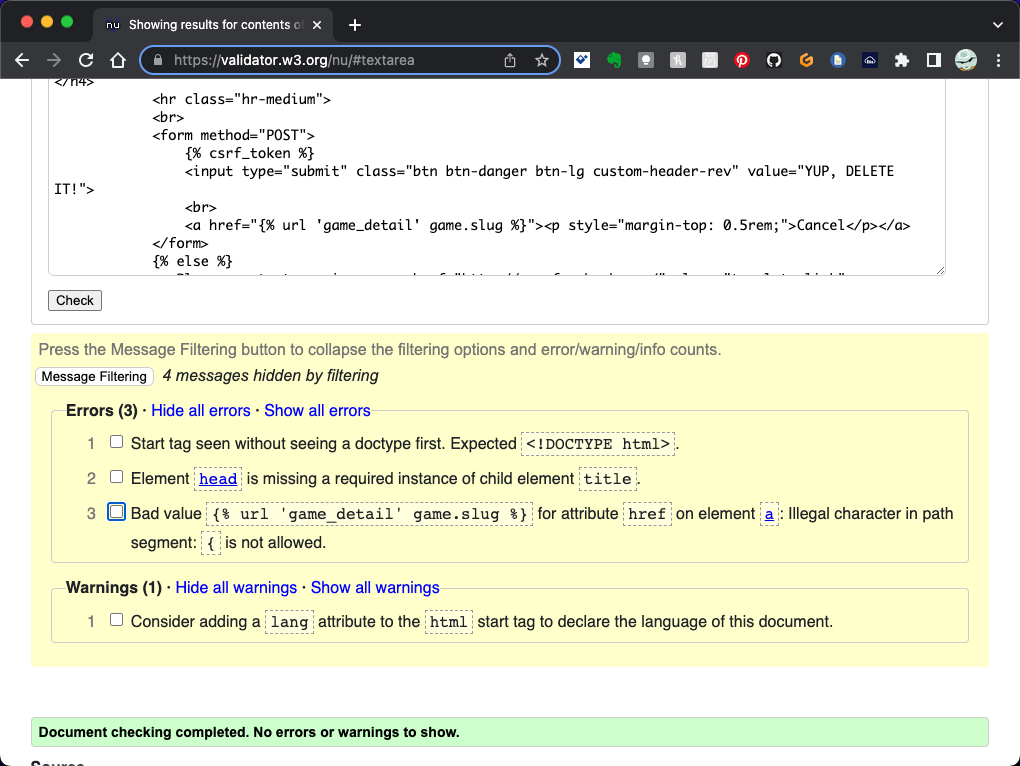 nu Showing results for contents o
https://validator.w3.org/nu/#textarea
</h4>
<hr class="hr-medium">
<br>
<form method="POST">
{% csrf_token %}
<input type="submit" class="btn btn-danger btn-lg custom-header-rev" value="YUP, DELETE
IT!">
<br>
<a href="{% url 'game_detail' game.slug %}"><p style="margin-top: 0.5rem;">Cancel</p></a>
</form>
{% else %}
Check
Press the Message Filtering button to collapse the filtering options and error/warning/info counts.
Message Filtering 4 messages hidden by filtering
Errors (3) · Hide all errors · Show all errors
1 Start tag seen without seeing a doctype first. Expected <!DOCTYPE html>.
2 Element head is missing a required instance of child element title.
3 Bad value {% url 'game_detail' game.slug %} for attribute href on element a: Illegal character in path
segment: { is not allowed.
Warnings (1) · Hide all warnings · Show all warnings
1 Consider adding a lang attribute to the html start tag to declare the language of this document.
Document checking completed. No errors or warnings to show.
Source